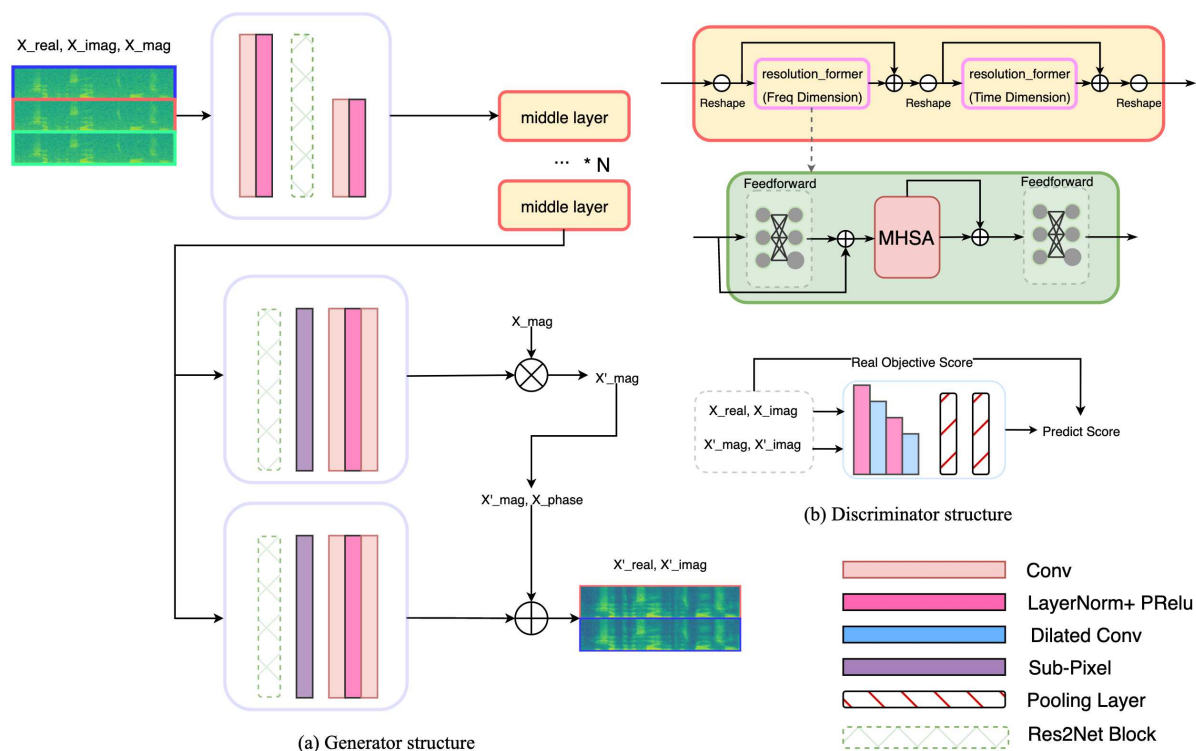 X_real, X_imag, X_mag
middle layer
... * N
middle layer
X_mag
X'_mag
X'_mag, X_phase
X'_real, X'_imag
(a) Generator structure
resolution_former
(Freq Dimension)
resolution_former
(Time Dimension)
Reshape
Reshape
Reshape
Feedforward
MHSA
Feedforward
Real Objective Score
X_real, X_imag
X'_mag, X'_imag
Predict Score
(b) Discriminator structure
Conv
LayerNorm+ PRelu
Dilated Conv
Sub-Pixel
Pooling Layer
Res2Net Block